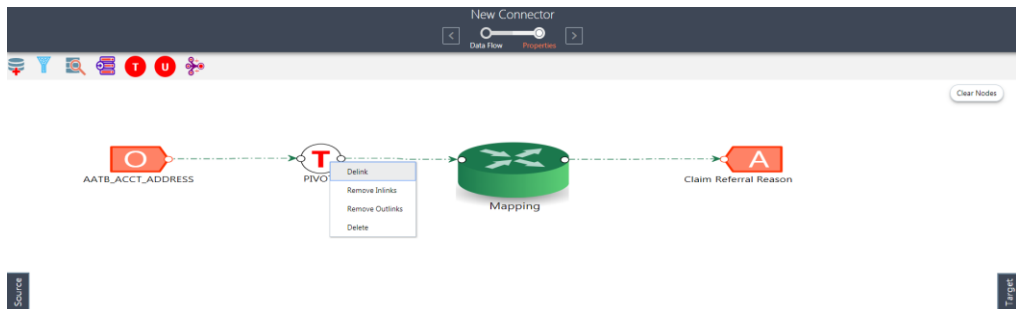 New Connector
Data Flow Properties
T U
Clear Nodes
O T A
AATB_ACCT_ADDRESS
Claim Referral Reason
Delink
Remove Inlinks
Remove Outlinks
Delete
Mapping
Source
Target